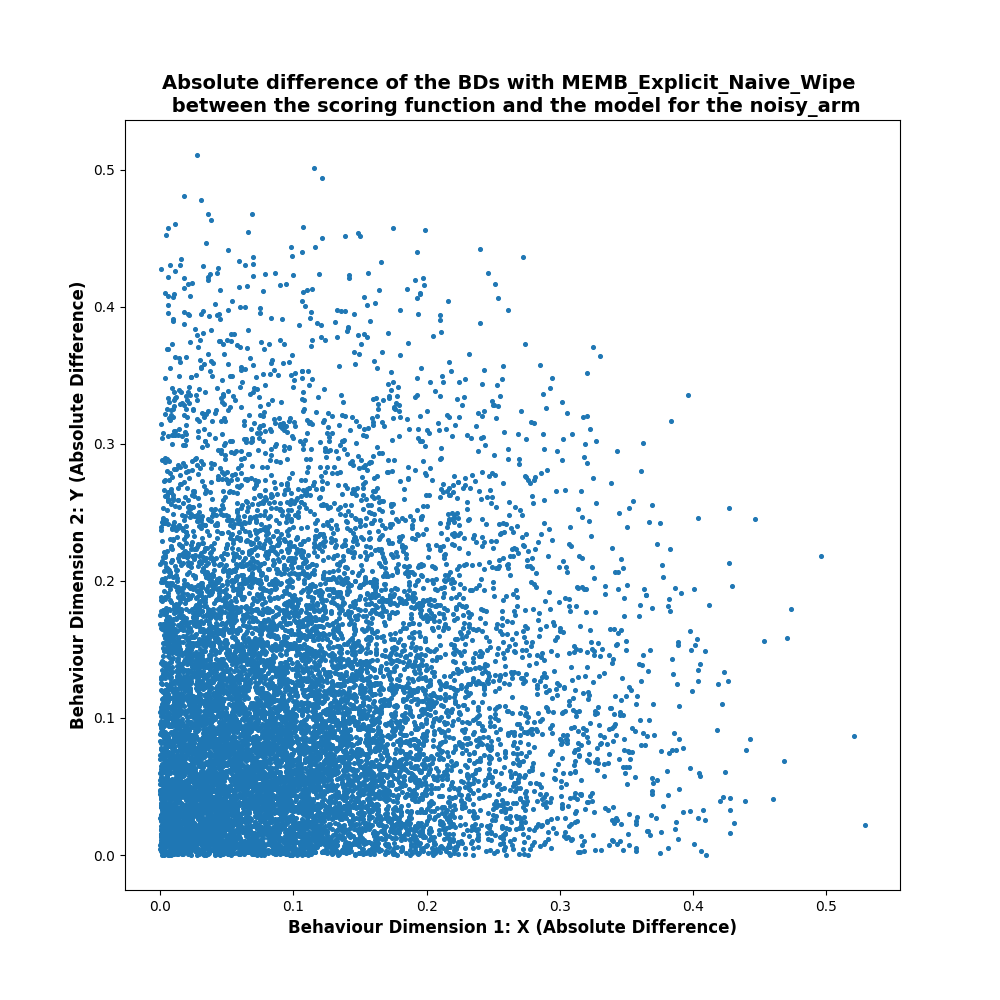 Absolute difference of the BDs with MEMB_Explicit_Naive_Wipe
between the scoring function and the model for the noisy_arm
0.5
0.4
0.3
0.2
0.1
0.0
Behaviour Dimension 2: Y (Absolute Difference)
0.0 0.1 0.2 0.3 0.4 0.5
Behaviour Dimension 1: X (Absolute Difference)